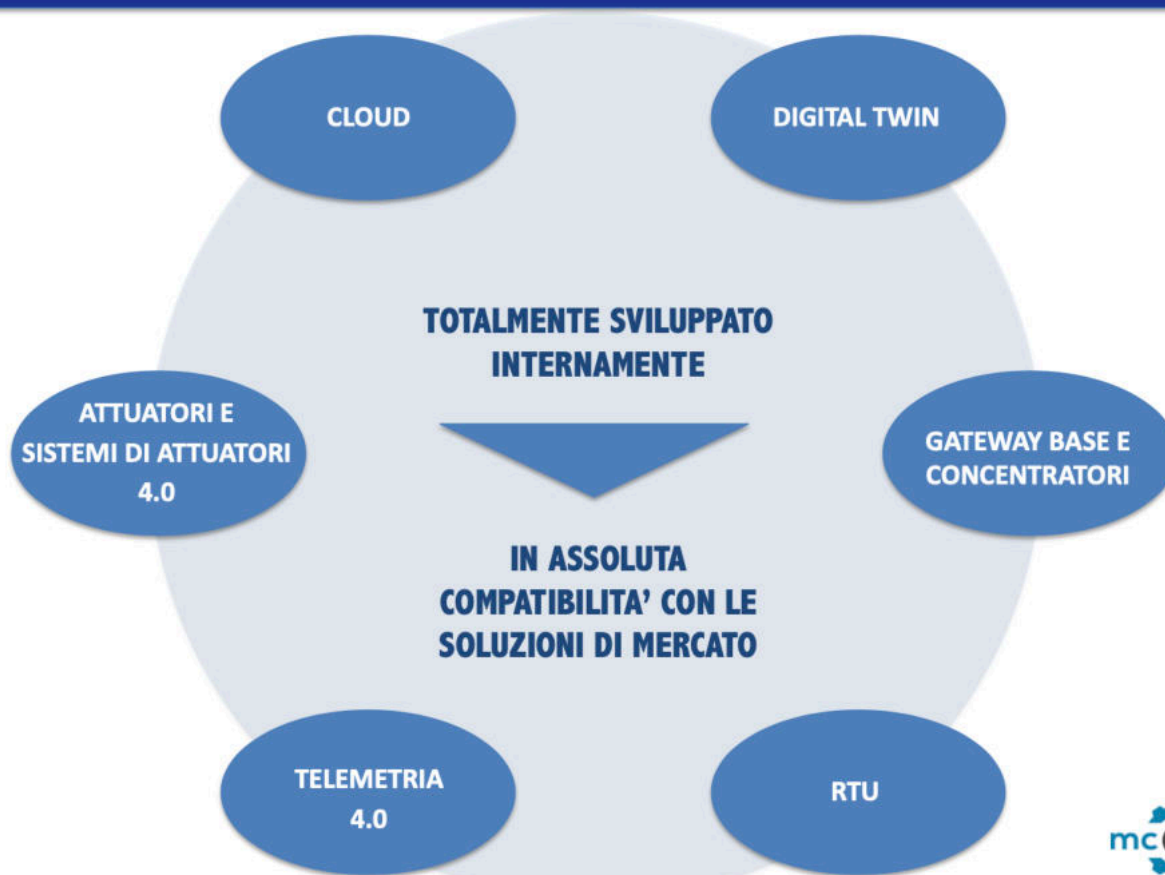 CLOUD
DIGITAL TWIN
TOTALMENTE SVILUPPATO
INTERNAMENTE
ATTUATORI E
SISTEMI DI ATTUATORI
4.0
GATEWAY BASE E
CONCENTRATORI
IN ASSOLUTA
COMPATIBILITA' CON LE
SOLUZIONI DI MERCATO
TELEMETRIA
4.0
RTU